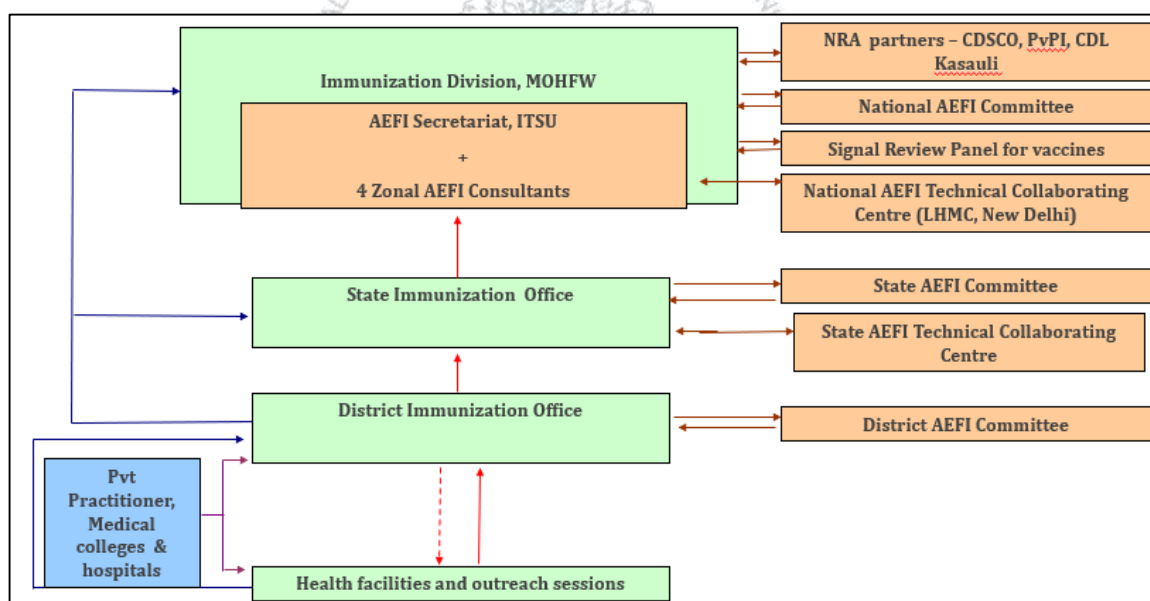 NRA partners – CDSCO, PvPI, CDL
Kasauli
Immunization Division, MOHFW
National AEFI Committee
AEFI Secretariat, ITSU
+
4 Zonal AEFI Consultants
Signal Review Panel for vaccines
National AEFI Technical Collaborating
Centre (LHMC, New Delhi)
State Immunization Office
State AEFI Committee
State AEFI Technical Collaborating
Centre
District Immunization Office
District AEFI Committee
Pvt
Practitioner,
Medical
colleges &
hospitals
Health facilities and outreach sessions